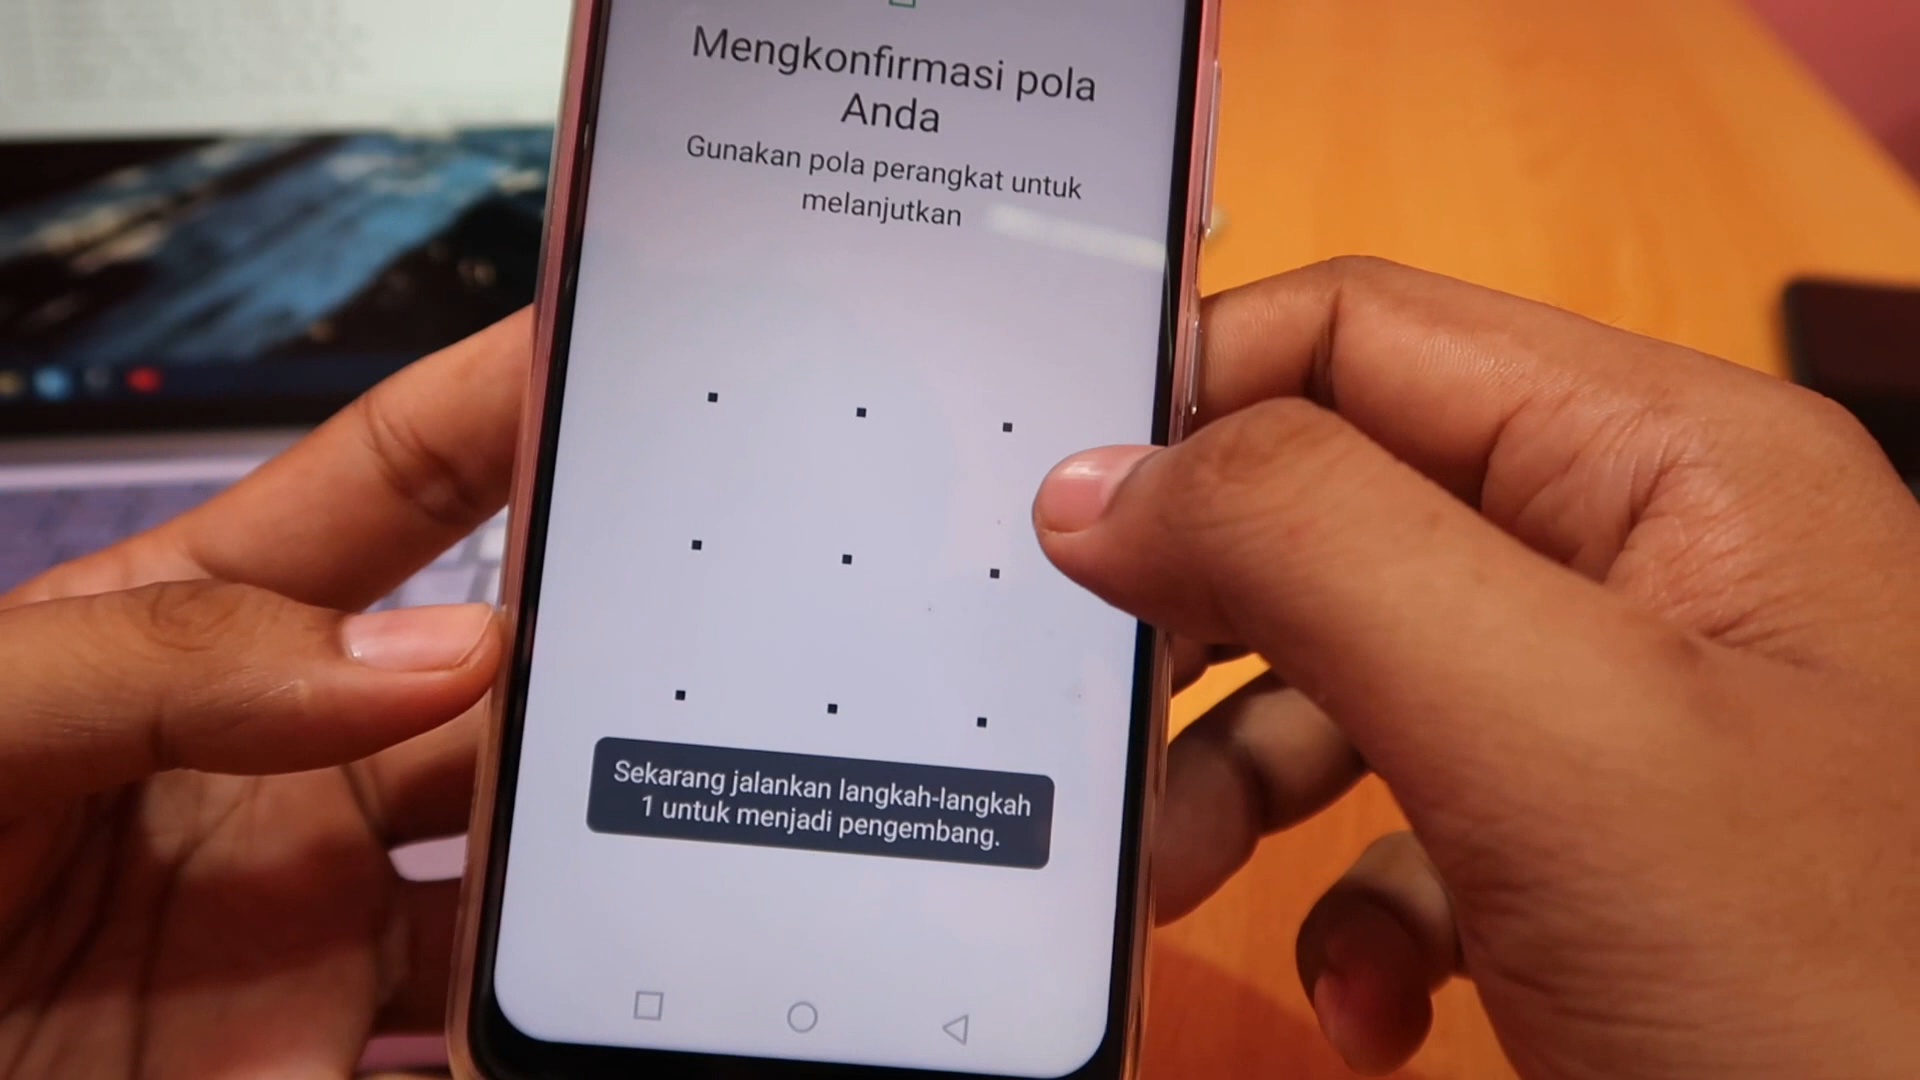 Mengkonfirmasi pola
Anda
Gunakan pola perangkat untuk
melanjutkan
Sekarang jalankan langkah-langkah
1 untuk menjadi pengembang.